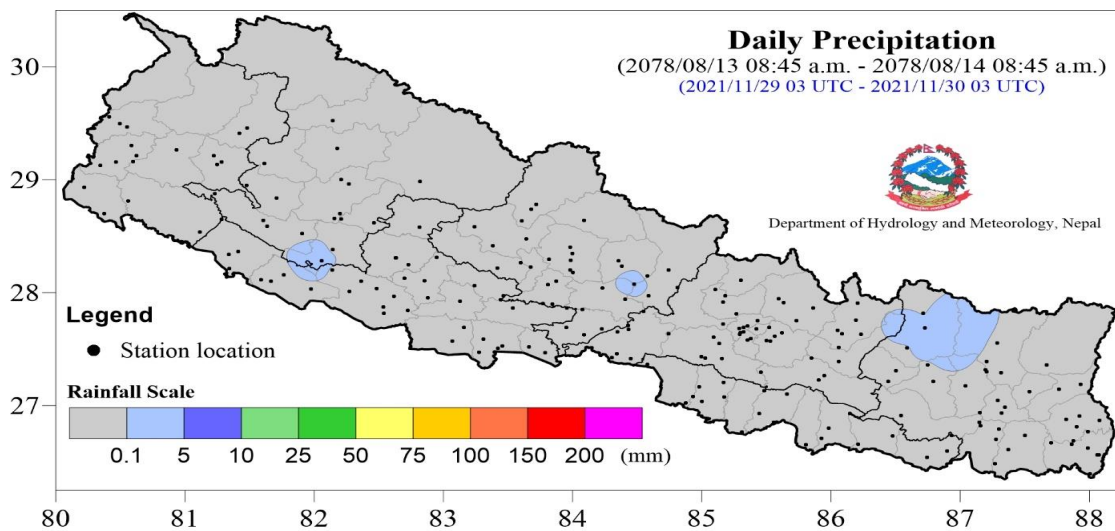 Daily Precipitation
(2078/08/13 08:45 a.m. - 2078/08/14 08:45 a.m.)
(2021/11/29 03 UTC - 2021/11/30 03 UTC)
Department of Hydrology and Meteorology, Nepal
30
29
28
27
Legend
Station location
Rainfall Scale
0.1 5 10 25 50 75 100 150 200 (mm)
80 81 82 83 84 85 86 87 88